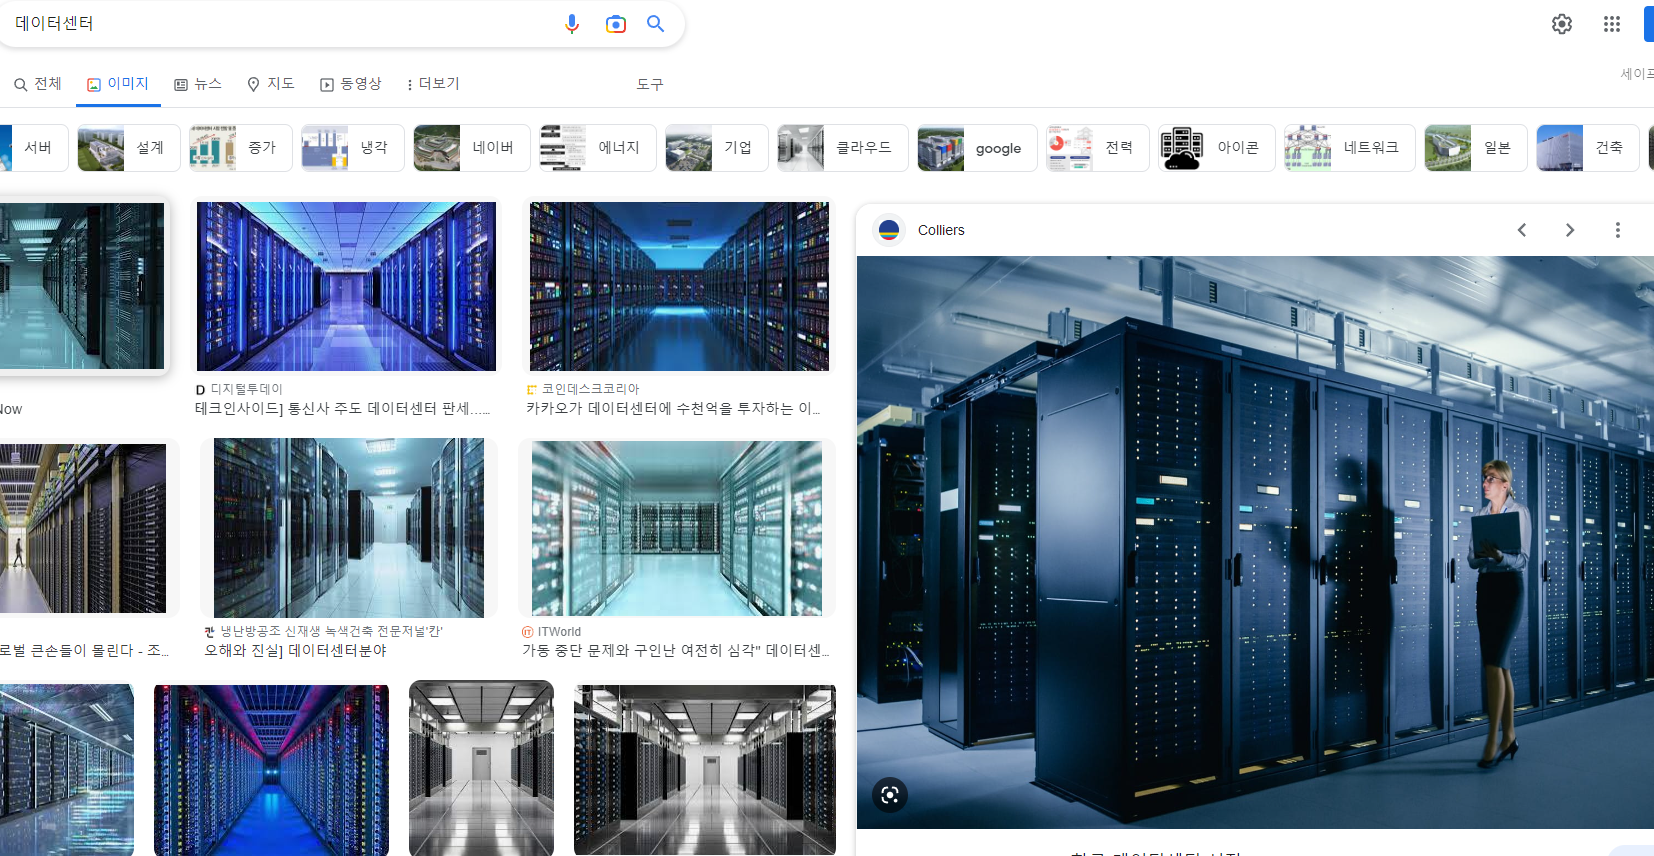 데이터센터
전체
이미지
뉴스
지도
동영상
더보기
도구
서버
설계
증가
냉각
네이버
에너지
기업
클라우드
google
전력
아이콘
네트워크
일본
건축
Colliers
디지털투데이
테크인사이드] 통신사 주도 데이터센터 판세...…
코인데스크코리아
카카오가 데이터센터에 수천억을 투자하는 이...
Now
냉난방공조 신재생 녹색건축 전문저널'칸'
오해와 진실] 데이터센터분야
ITWorld
가동 중단 문제와 구인난 여전히 심각" 데이터센...
로벌 큰손들이 몰린다 - 조...